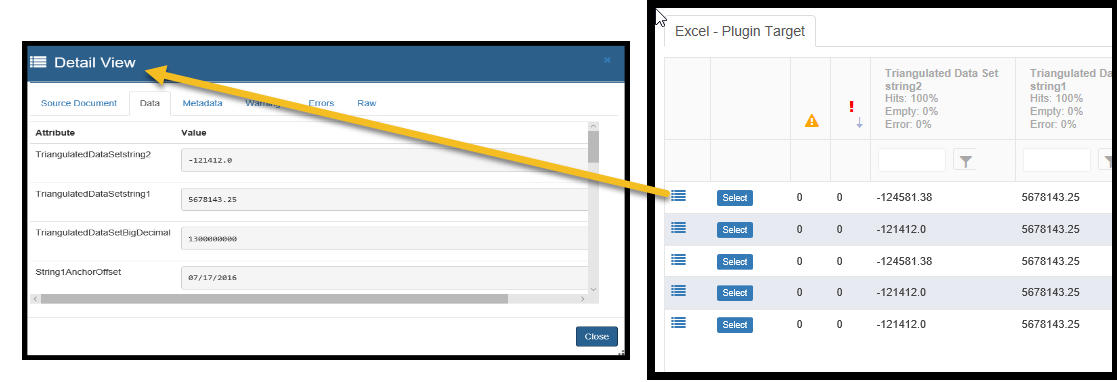 Detail View
×
Source Document Data Metadata Warnings Errors Raw
Attribute Value
TriangulatedDataSetstring2 -121412.0
TriangulatedDataSetstring1 5678143.25
TriangulatedDataSetBigDecimal 1300000000
String1AnchorOffset 07/17/2016
Close
Excel - Plugin Target
Triangulated Data Set
string2
Hits: 100%
Empty: 0%
Error: 0%
Triangulated Da
string1
Hits: 100%
Empty: 0%
Error: 0%
Select 0 0 -124581.38 5678143.25
Select 0 0 -121412.0 5678143.25
Select 0 0 -124581.38 5678143.25
Select 0 0 -121412.0 5678143.25
Select 0 0 -121412.0 5678143.25